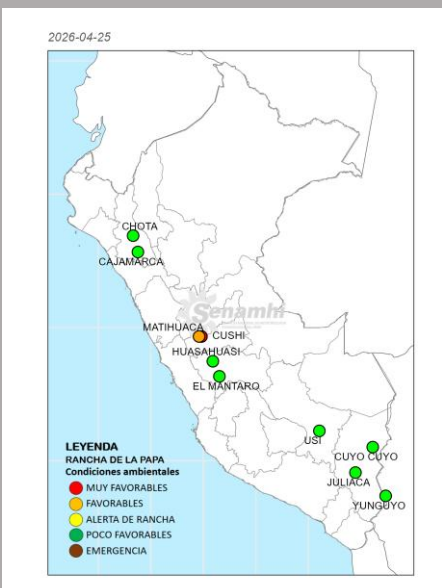 2026-04-25
CHOTA
CAJAMARCA
Senamhi
MATIHUACA
CUSHI
HUASAHUASI
EL MANTARO
USI
CUYO CUYO
JULIACA
YUNGUYO
LEYENDA
RANCHA DE LA PAPA
Condiciones ambientales
MUY FAVORABLES
FAVORABLES
ALERTA DE RANCHA
POCO FAVORABLES
EMERGENCIA